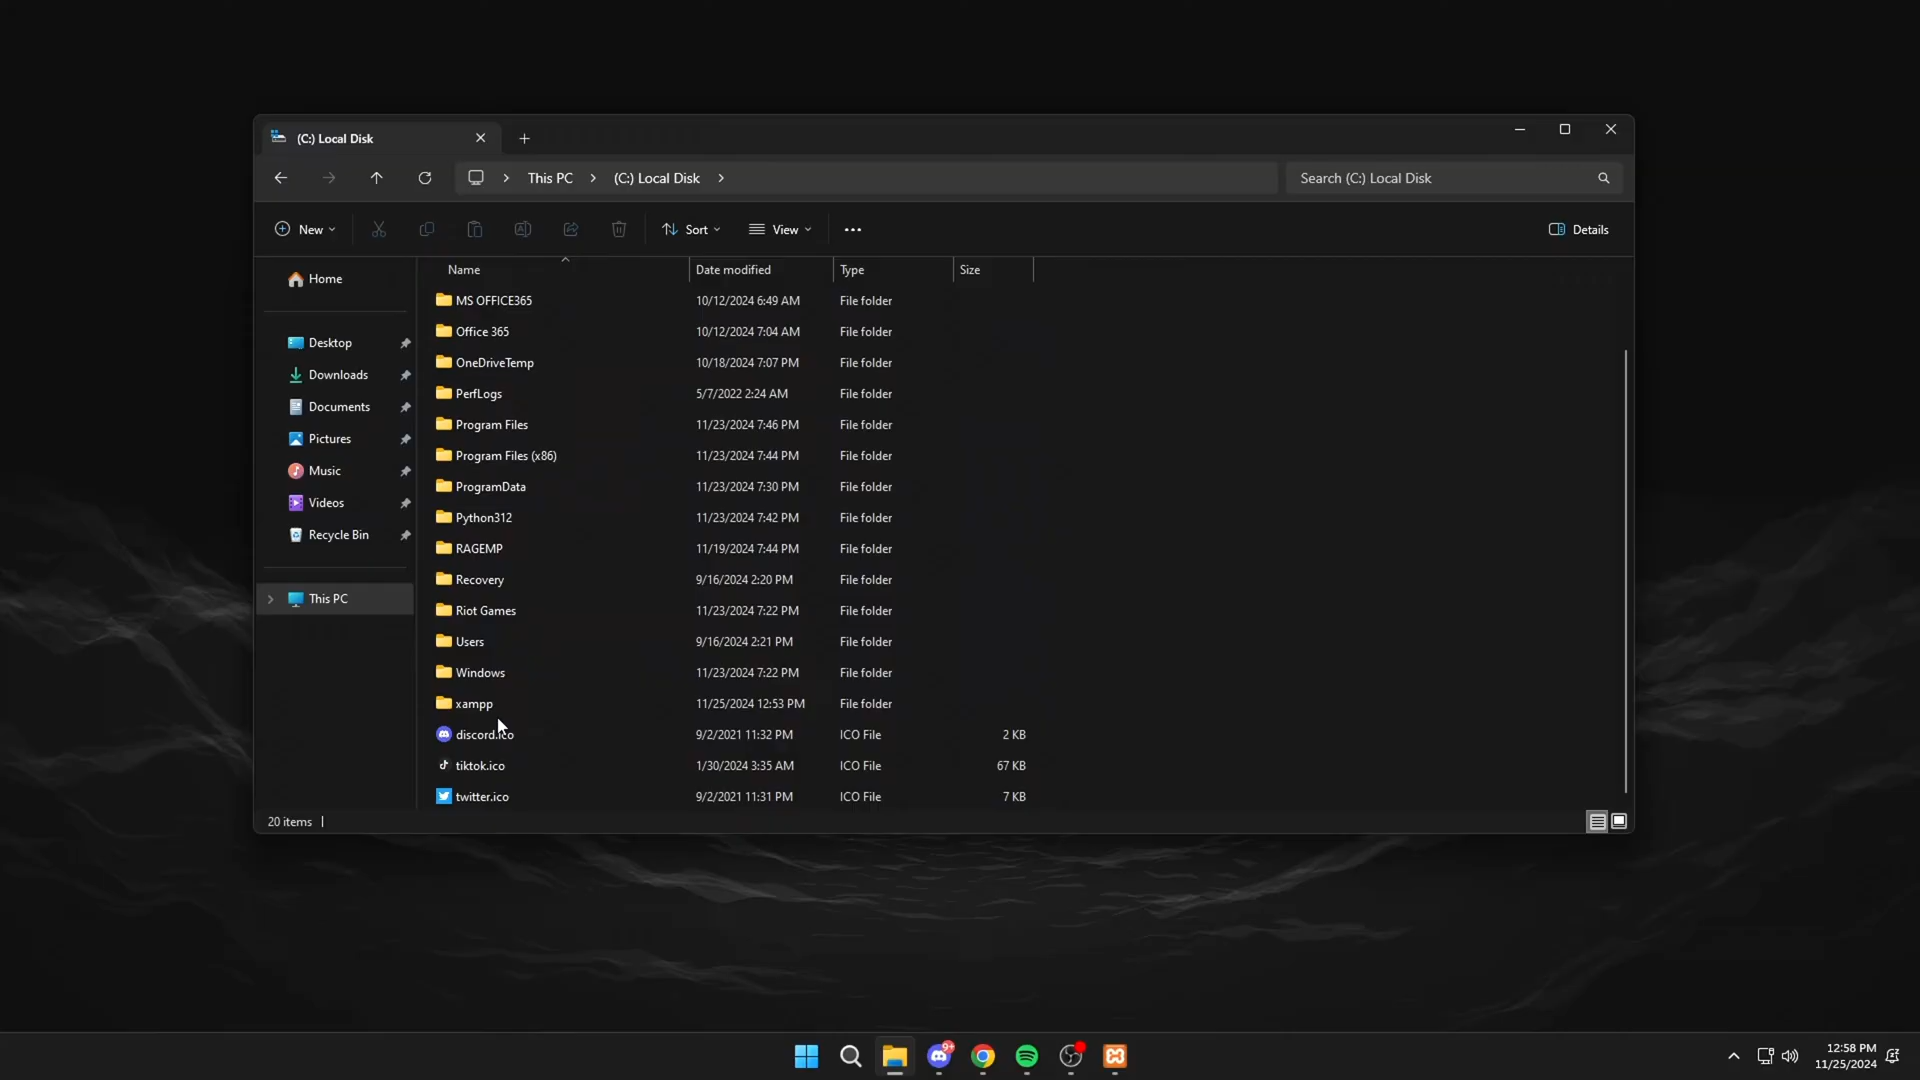 (C:) Local Disk
This PC
(C:) Local Disk
Search (C:) Local Disk
New
Sort
View
Details
Home
Desktop
Downloads
Documents
Pictures
Music
Videos
Recycle Bin
This PC
Name Date modified Type Size
MS OFFICE365 10/12/2024 6:49 AM File folder
Office 365 10/12/2024 7:04 AM File folder
OneDriveTemp 10/18/2024 7:07 PM File folder
PerfLogs 5/7/2022 2:24 AM File folder
Program Files 11/23/2024 7:46 PM File folder
Program Files (x86) 11/23/2024 7:44 PM File folder
ProgramData 11/23/2024 7:30 PM File folder
Python312 11/23/2024 7:42 PM File folder
RAGEMP 11/19/2024 7:44 PM File folder
Recovery 9/16/2024 2:20 PM File folder
Riot Games 11/23/2024 7:22 PM File folder
Users 9/16/2024 2:21 PM File folder
Windows 11/23/2024 7:22 PM File folder
xampp 11/25/2024 12:53 PM File folder
discord.ico 9/2/2021 11:32 PM ICO File 2 KB
tiktok.ico 1/30/2024 3:35 AM ICO File 67 KB
twitter.ico 9/2/2021 11:31 PM ICO File 7 KB
20 items
9+
12:58 PM
11/25/2024